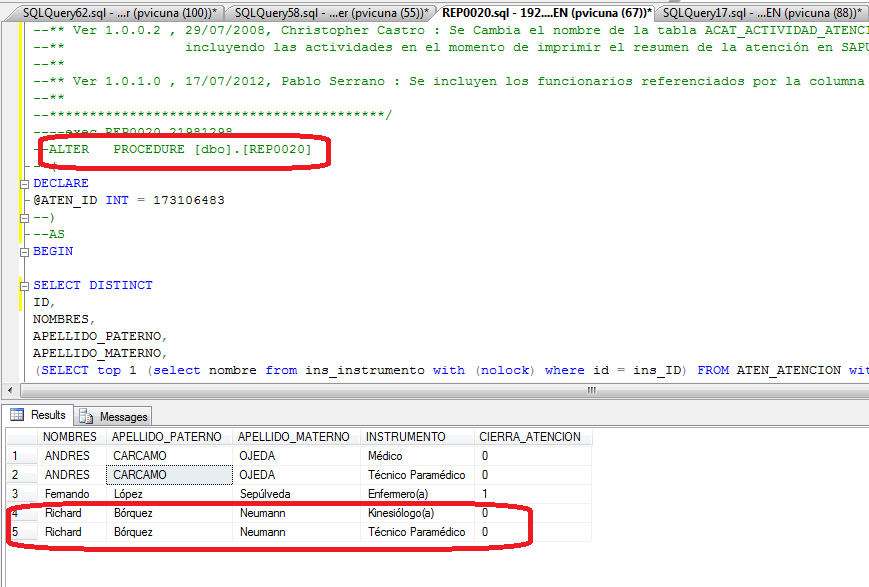 SQLQuery62.sql - ...r (pvicuna (100))* SQLQuery58.sql - ...er (pvicuna (55))* REP0020.sql - 192....EN (pvicuna (67))* SQLQuery17.sql - ...EN (pvicuna (88))*
--** Ver 1.0.0.2 , 29/07/2008, Christopher Castro : Se Cambia el nombre de la tabla ACAT_ACTIVIDAD_ATENCI
--** incluyendo las actividades en el momento de imprimir el resumen de la atención en SAPU
--**
--** Ver 1.0.1.0 , 17/07/2012, Pablo Serrano : Se incluyen los funcionarios referenciados por la columna
--**
--******************************************/
----exec REP0020 21981298
--ALTER PROCEDURE [dbo].[REP0020]
--(
DECLARE
@ATEN_ID INT = 173106483
--)
--AS
BEGIN
SELECT DISTINCT
ID,
NOMBRES,
APELLIDO_PATERNO,
APELLIDO_MATERNO,
(SELECT top 1 (select nombre from ins_instrumento with (nolock) where id = ins_ID) FROM ATEN_ATENCION wit
Results Messages
NOMBRES APELLIDO_PATERNO APELLIDO_MATERNO INSTRUMENTO CIERRA_ATENCION
1 ANDRES CARCAMO OJEDA Médico 0
2 ANDRES CARCAMO OJEDA Técnico Paramédico 0
3 Fernando López Sepúlveda Enfermero(a) 1
4 Richard Bórquez Neumann Kinesiólogo(a) 0
5 Richard Bórquez Neumann Técnico Paramédico 0